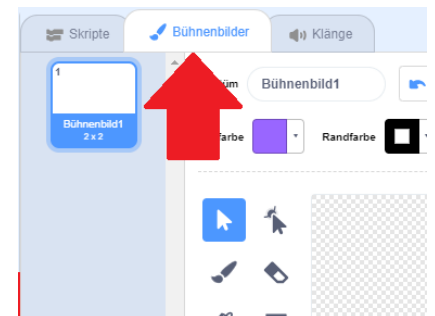 Skripte
Bühnenbilder
Klänge
1
Bühnenbild1
2 x 2
Bühnenbild1
Randfarbe